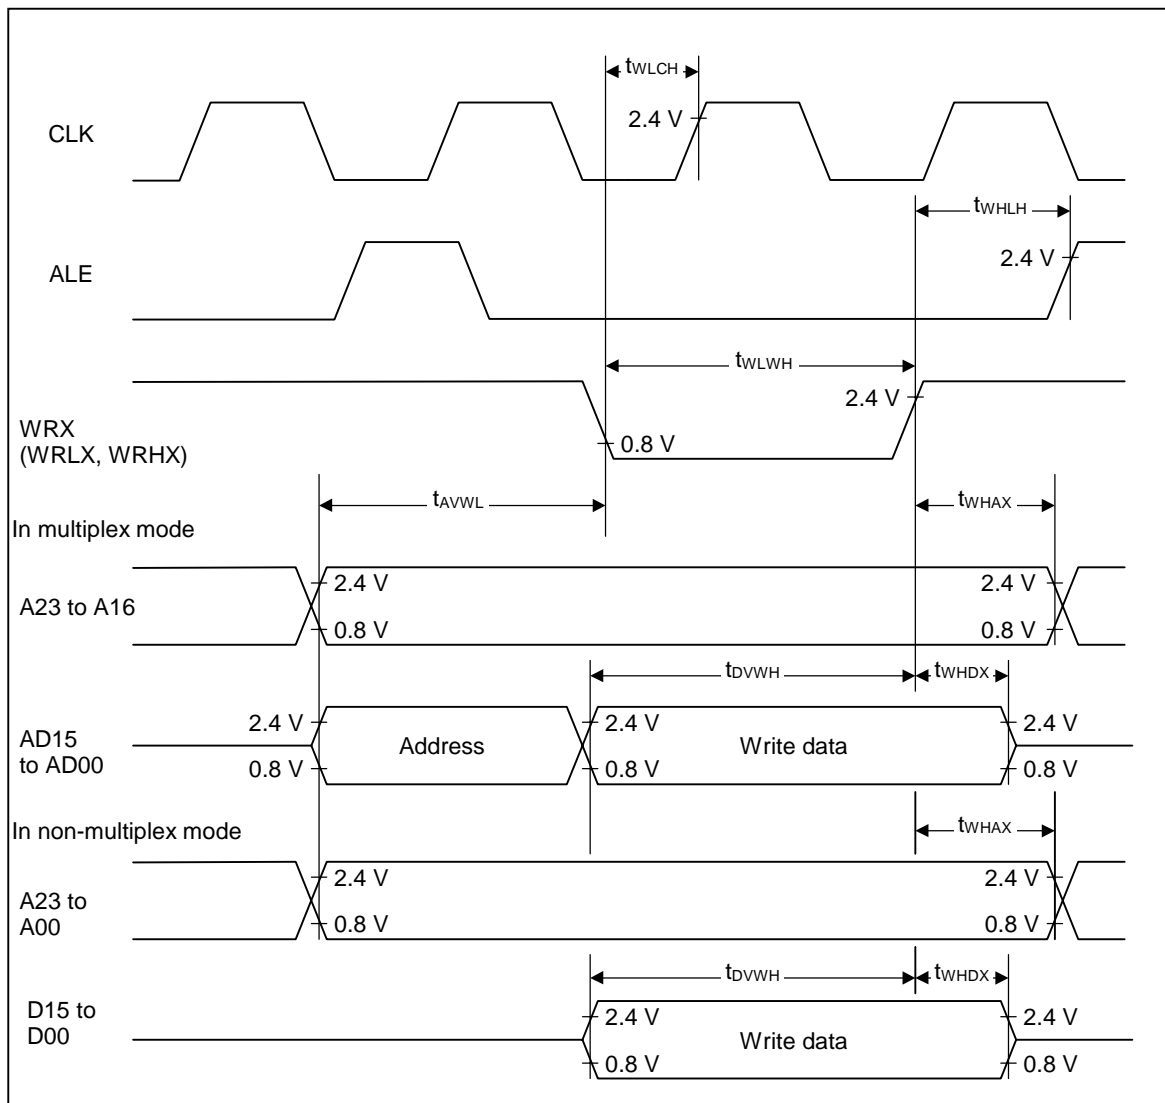 tWLCH
2.4 V
CLK
tWHLH
2.4 V
ALE
tWLWH
2.4 V
WRX
(WRLX, WRHX)
0.8 V
tAVWL
tWHAX
In multiplex mode
2.4 V
2.4 V
A23 to A16
0.8 V
0.8 V
tDVWH
tWHDX
2.4 V
2.4 V
2.4 V
AD15
to AD00
Address
Write data
0.8 V
0.8 V
0.8 V
In non-multiplex mode
tWHAX
2.4 V
2.4 V
A23 to
A00
0.8 V
0.8 V
tDVWH
tWHDX
D15 to
D00
2.4 V
2.4 V
Write data
0.8 V
0.8 V